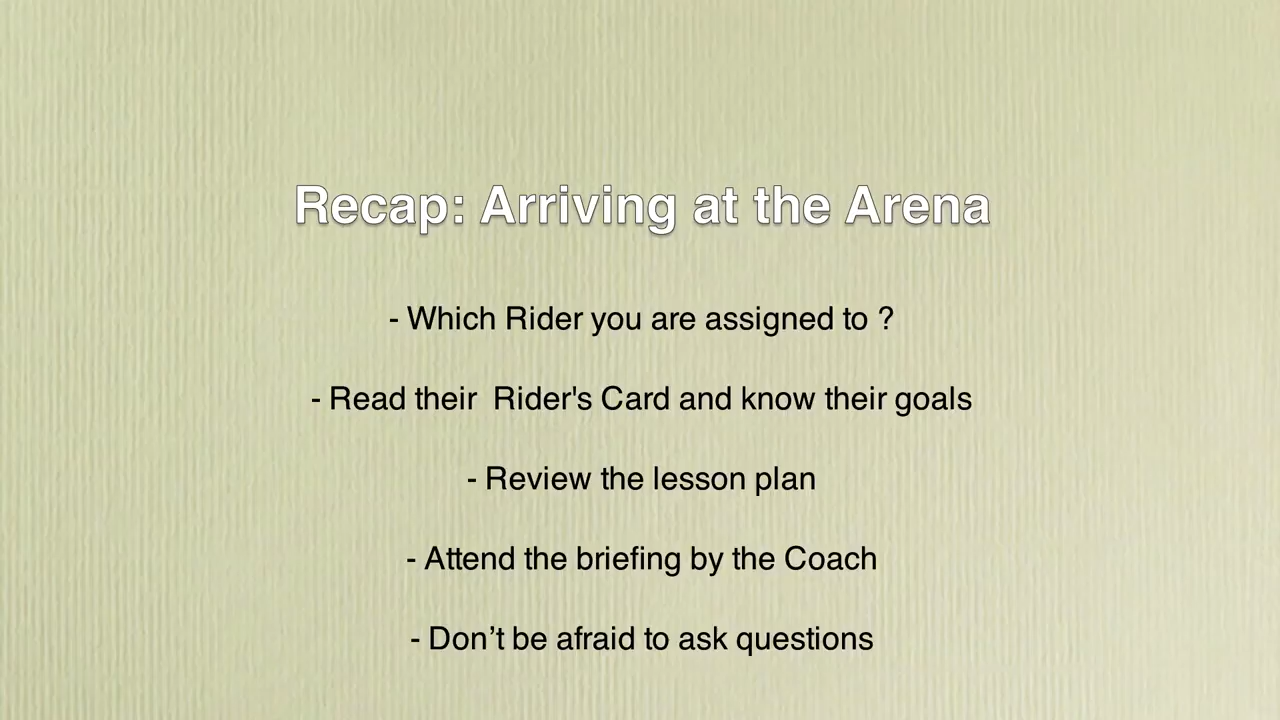 Recap: Arriving at the Arena
- Which Rider you are assigned to ?
- Read their  Rider's Card and know their goals
- Review the lesson plan
- Attend the briefing by the Coach
- Don’t be afraid to ask questions